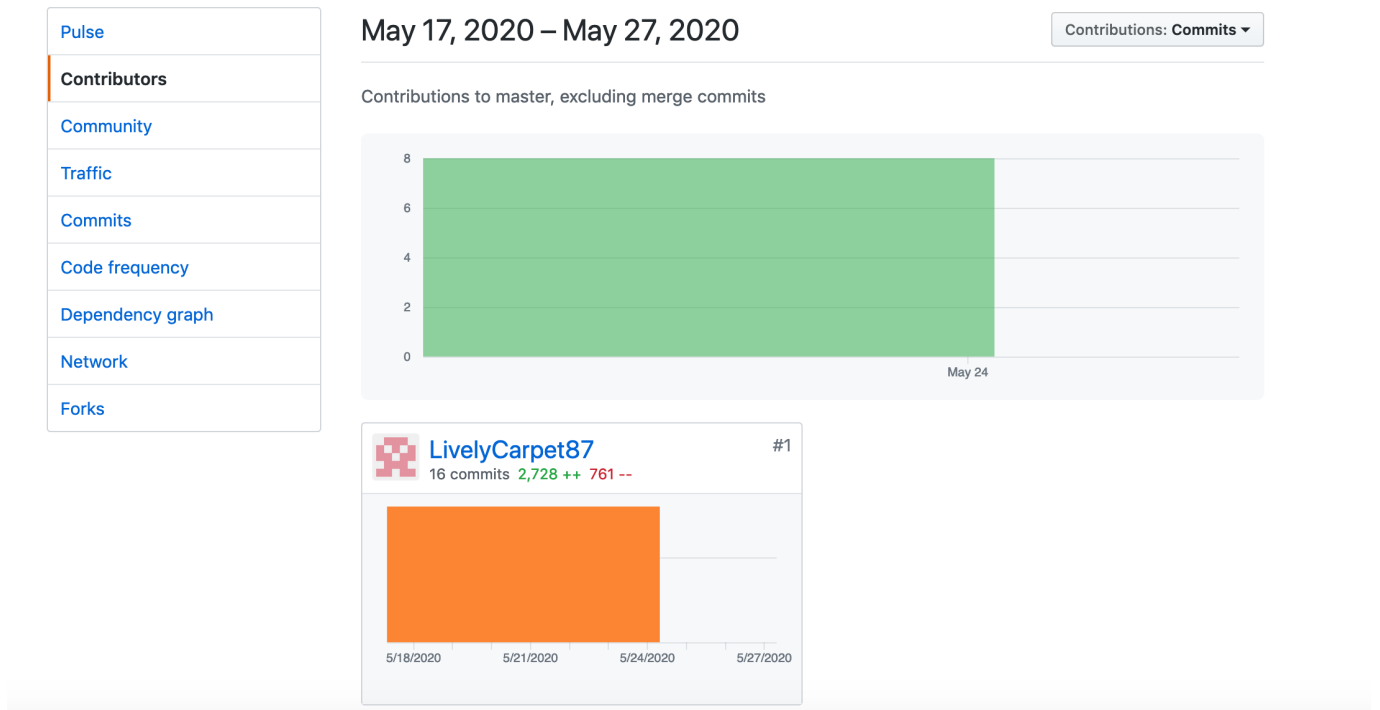 Pulse
Contributors
Community
Traffic
Commits
Code frequency
Dependency graph
Network
Forks
May 17, 2020 – May 27, 2020
Contributions: Commits
Contributions to master, excluding merge commits
8
6
4
2
0
May 24
LivelyCarpet87
#1
16 commits 2,728 ++ 761 --
5/18/2020 5/21/2020 5/24/2020 5/27/2020